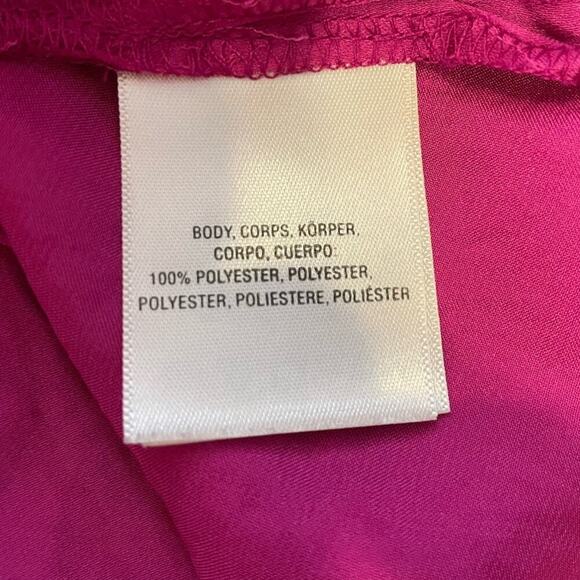 BODY, CORPS, KÖRPER,
CORPO, CUERPO:
100% POLYESTER, POLYESTER,
POLYESTER, POLIESTERE, POLIÉSTER